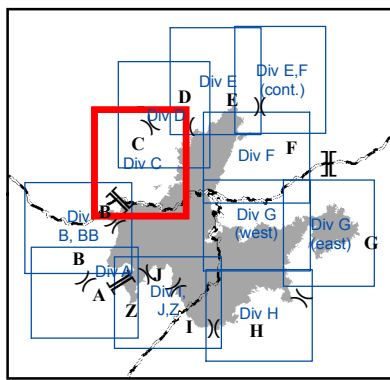 Div E
Div E,F
(cont.)
D
E
Div D
C
Div C
Div F
F
B
Div
B, BB
Div G
(west)
Div G
(east)
G
B
Div A
J
A
Z
Div I,
J,Z
I
Div H
H